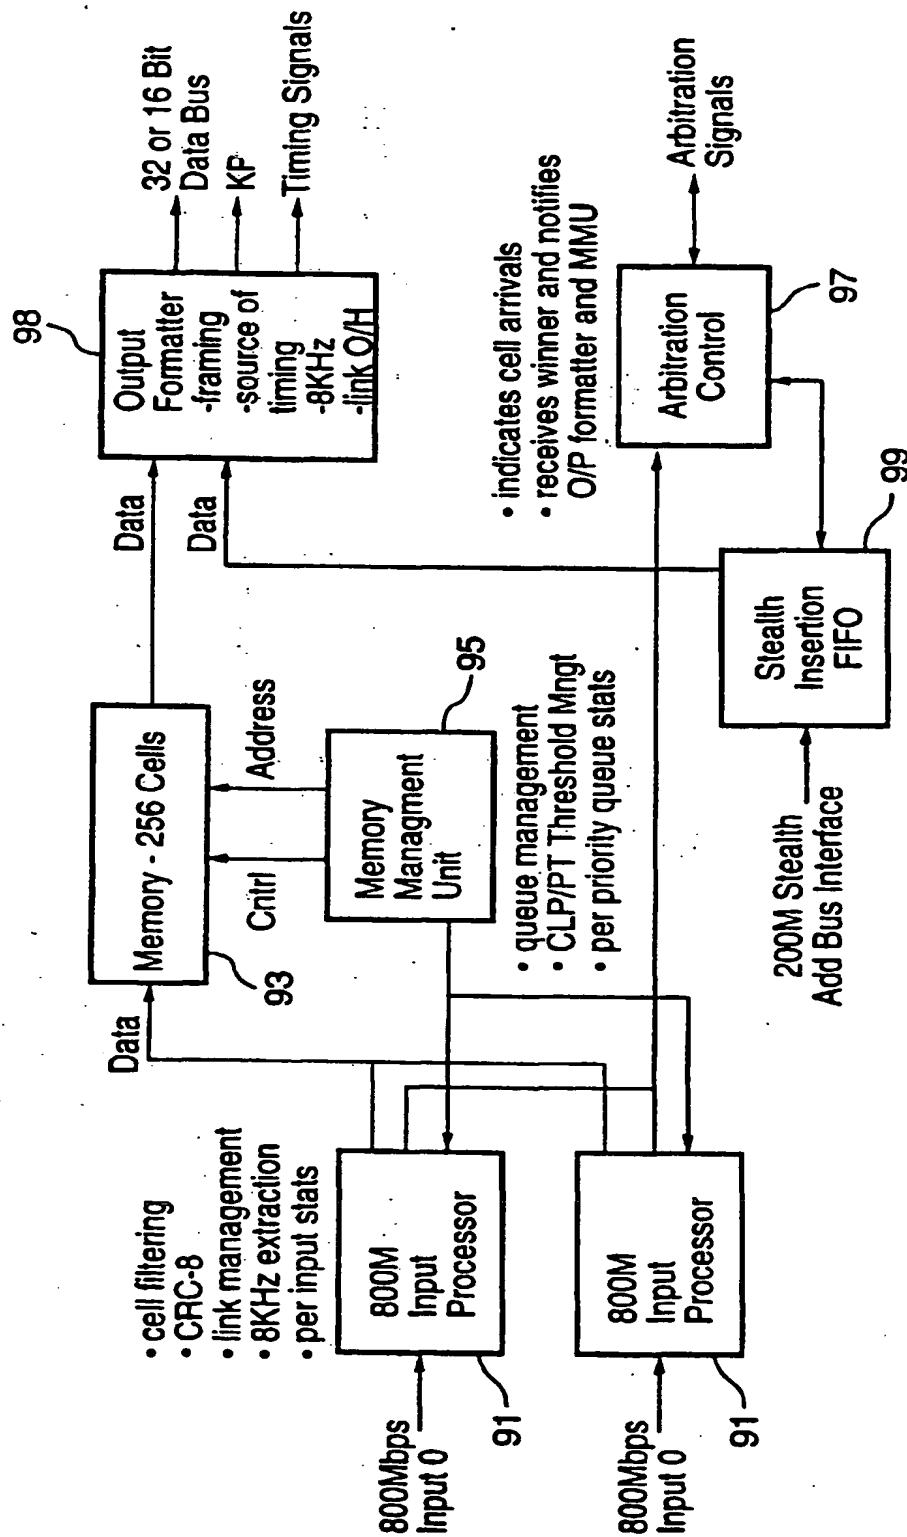 800Mbps
Input 0
91
• cell filtering
• CRC-8
• link management
• 8KHz extraction
• per input stats
800M
Input
Processor
800Mbps
Input 0
91
800M
Input
Processor
Data
93
Memory - 256 Cells
Cntrl
Address
95
Memory
Managment
Unit
• queue management
• CLP/PT Threshold Mngt
• per priority queue stats
Data
Data
98
Output
Formatter
-framing
-source of
timing
-8KHz
-link O/H
32 or 16 Bit
Data Bus
KP
Timing Signals
• indicates cell arrivals
• receives winner and notifies
O/P formatter and MMU
Arbitration
Control
97
Arbitration
Signals
200M Stealth
Add Bus Interface
Stealth
Insertion
FIFO
99